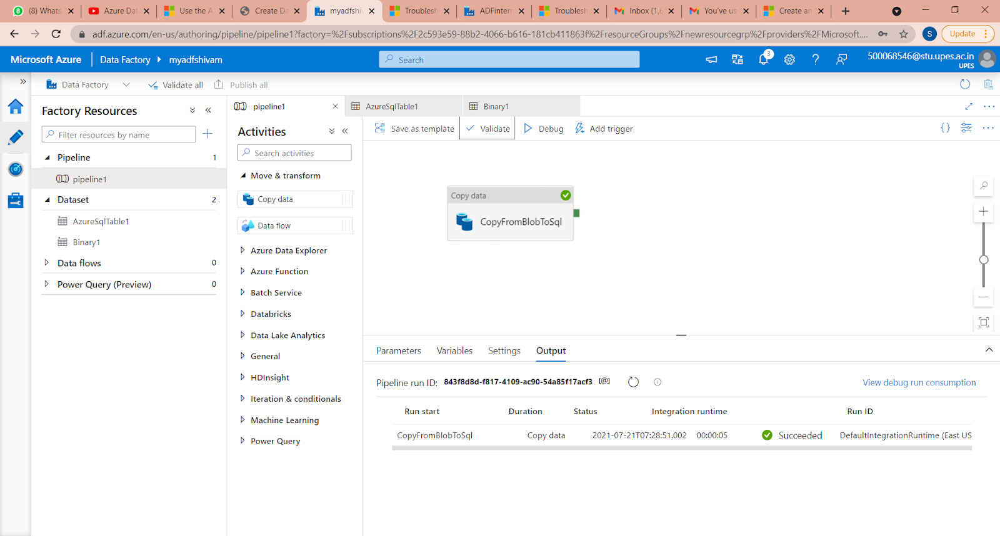 (8) Whats
Azure Dat
Use the A
Create Da
myadfshiv
Troublesh
ADFintern
Troublesh
Inbox (1,6
You've us
Create an
adf.azure.com/en-us/authoring/pipeline/pipeline1?factory=%2Fsubscriptions%2F2c593e59-88b2-4066-b616-181cb411863f%2FresourceGroups%2Fnewresourcegrp%2Fproviders%2FMicrosoft....
S
Update
Microsoft Azure
Data Factory
myadfshivam
Search
3
500068546@stu.upes.ac.in
UPES
Data Factory
Validate all
Publish all
Factory Resources
Filter resources by name
Pipeline 1
pipeline1
Dataset 2
AzureSqlTable1
Binary1
Data flows 0
Power Query (Preview) 0
pipeline1
AzureSqlTable1
Binary1
Activities
Search activities
Move & transform
Copy data
Data flow
Azure Data Explorer
Azure Function
Batch Service
Databricks
Data Lake Analytics
General
HDInsight
Iteration & conditionals
Machine Learning
Power Query
Save as template
Validate
Debug
Add trigger
Copy data
CopyFromBlobToSql
Parameters
Variables
Settings
Output
Pipeline run ID: 843f8d8d-f817-4109-ac90-54a85f17acf3
View debug run consumption
Run start Duration Status Integration runtime Run ID
CopyFromBlobToSql Copy data 2021-07-21T07:28:51.002 00:00:05 Succeeded DefaultIntegrationRuntime (East US